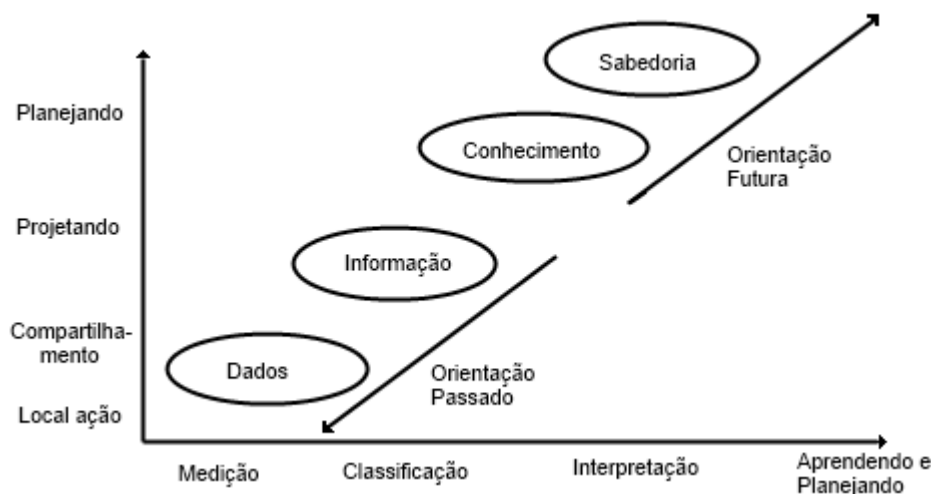 Sabedoria
Planejando
Conhecimento
Orientação
Futura
Projetando
Informação
Compartilha-
mento
Dados
Orientação
Passado
Local ação
Medição
Classificação
Interpretação
Aprendendo e
Planejando